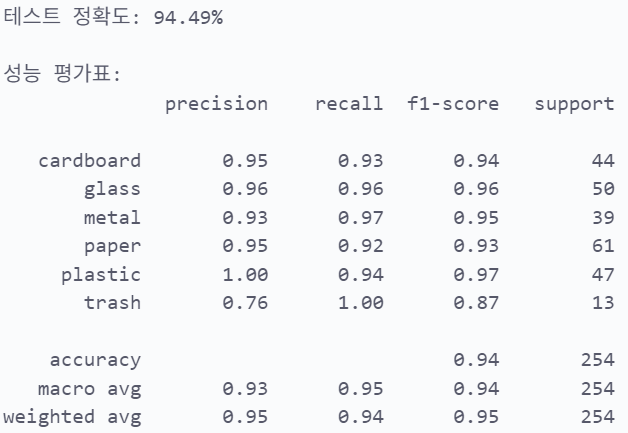 테스트 정확도: 94.49%
성능 평가표:
precision recall f1-score support
cardboard 0.95 0.93 0.94 44
glass 0.96 0.96 0.96 50
metal 0.93 0.97 0.95 39
paper 0.95 0.92 0.93 61
plastic 1.00 0.94 0.97 47
trash 0.76 1.00 0.87 13
accuracy 0.94 254
macro avg 0.93 0.95 0.94 254
weighted avg 0.95 0.94 0.95 254